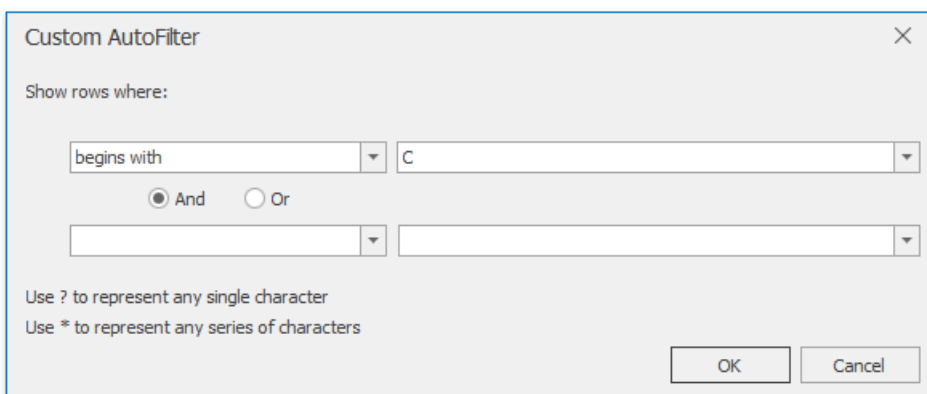 Custom AutoFilter
Show rows where:
begins with C
And Or
Use ? to represent any single character
Use * to represent any series of characters
OK Cancel